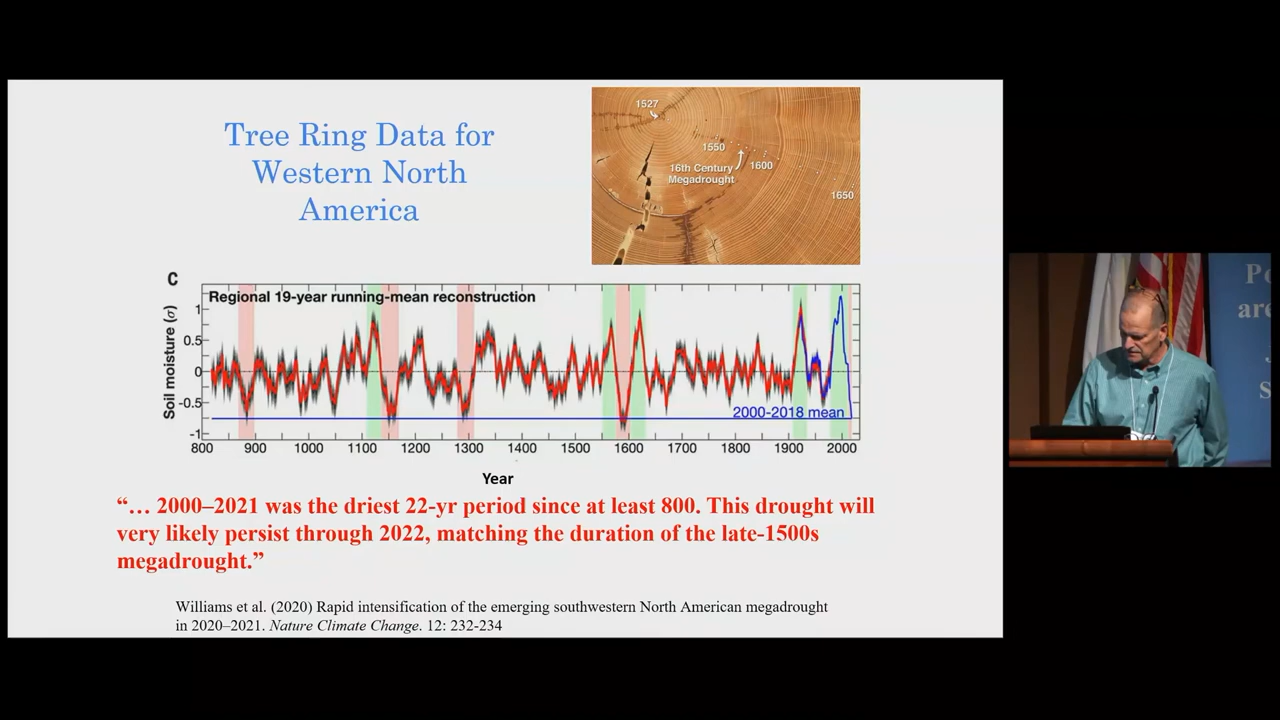 Tree Ring Data for
Western North
America
1527
1550
16th Century
Megadrought
1600
1650
C
Regional 19-year running-mean reconstruction
Soil moisture (σ)
1
0.5
0
-0.5
-1
2000-2018 mean
800 900 1000 1100 1200 1300 1400 1500 1600 1700 1800 1900 2000
Year
“… 2000–2021 was the driest 22-yr period since at least 800. This drought will
very likely persist through 2022, matching the duration of the late-1500s
megadrought.”
Williams et al. (2020) Rapid intensification of the emerging southwestern North American megadrought
in 2020–2021. Nature Climate Change. 12: 232-234